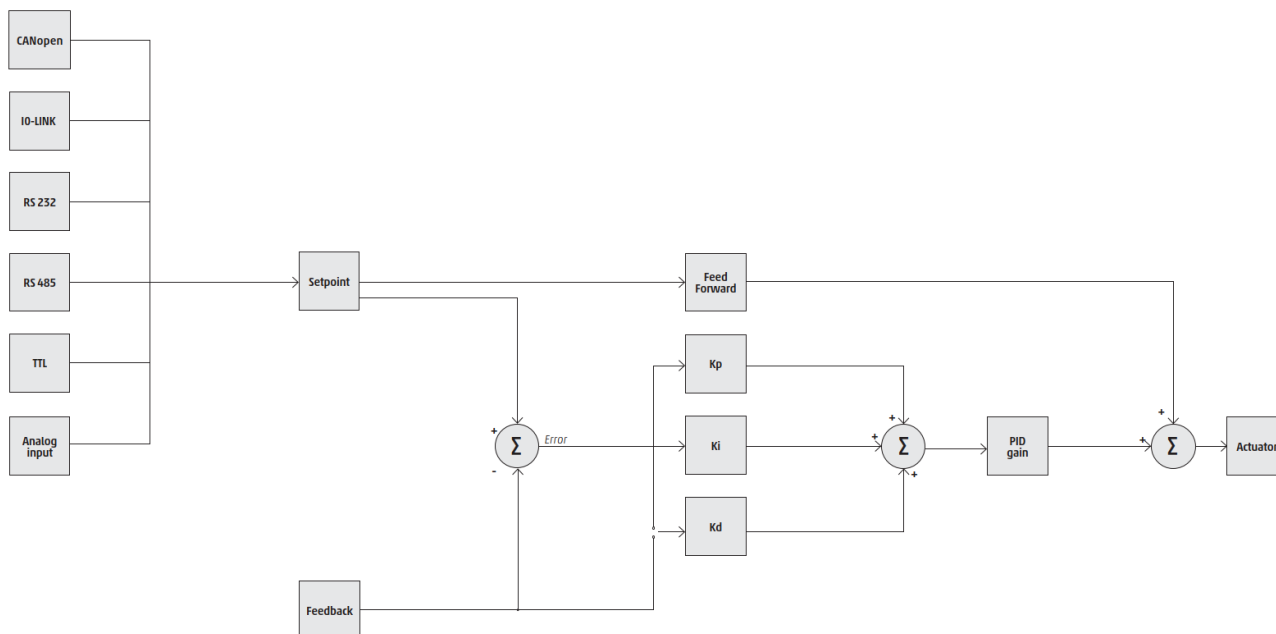 CANopen
IO-LINK
RS 232
RS 485
TTL
Analog
input
Setpoint
Feedback
+
-
Σ
Error
Feed
Forward
Kp
Ki
Kd
+
+
+
Σ
PID
gain
+
+
Σ
Actuator